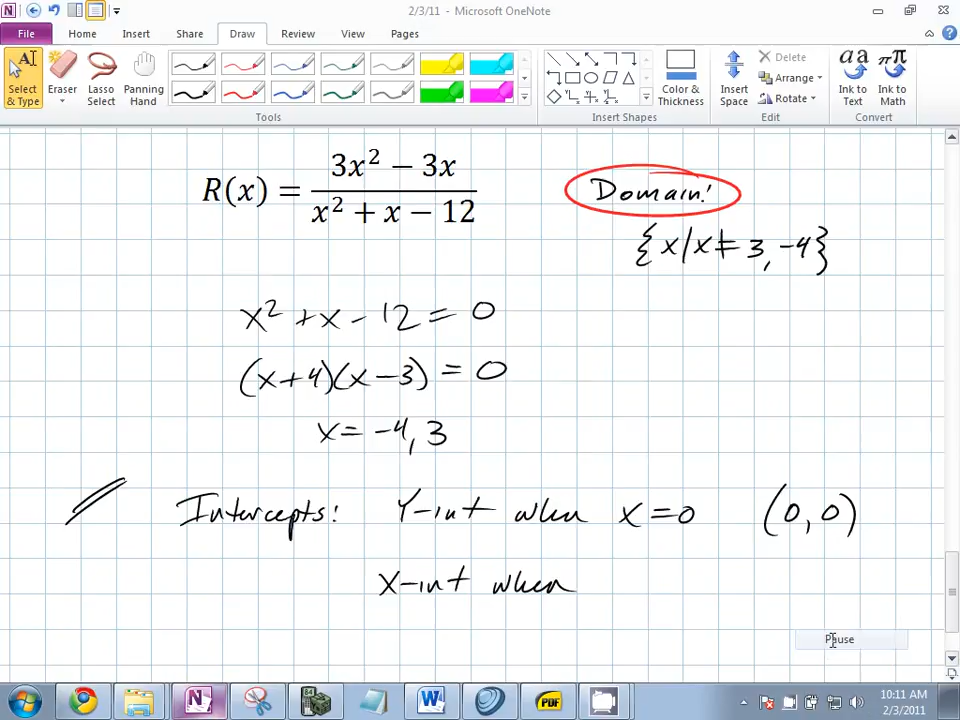 2/3/11 - Microsoft OneNote
File Home Insert Share Draw Review View Pages
Select & Type
Eraser
Lasso Select
Panning Hand
Color & Thickness
Insert Space
Delete
Arrange
Rotate
Ink to Text
Ink to Math
Tools Insert Shapes Edit Convert
R(x) = (3x² − 3x)/(x² + x − 12)
Domain:
{x|x≠3, -4}
x² + x - 12 = 0
(x+4)(x-3) = 0
x = -4, 3
Intercepts: Y-int when x = 0 (0, 0)
X-int when
Pause
10:11 AM
2/3/2011